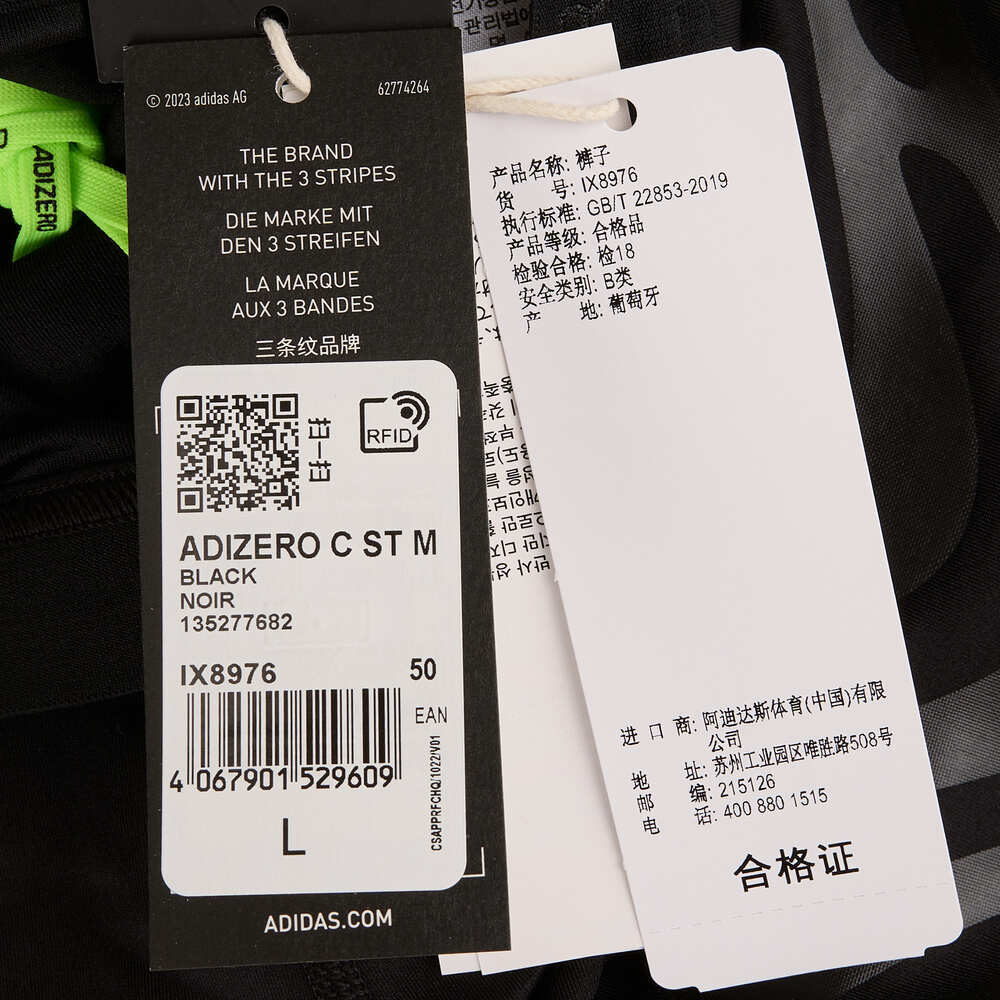 © 2023 adidas AG
62774264
THE BRAND
WITH THE 3 STRIPES
DIE MARKE MIT
DEN 3 STREIFEN
LA MARQUE
AUX 3 BANDES
三条纹品牌
扫一扫
RFID
ADIZERO C ST M
BLACK
NOIR
135277682
IX8976
50
EAN
4 067901 529609
CSAPPRFCHQ/1022/V01
L
ADIDAS.COM
ADIZERO
产品名称: 裤子
货 号: IX8976
执行标准: GB/T 22853-2019
产品等级: 合格品
检验合格: 检18
安全类别: B类
产 地: 葡萄牙
进 口 商: 阿迪达斯体育(中国)有限
公司
地 址: 苏州工业园区唯胜路508号
邮 编: 215126
电 话: 400 880 1515
合格证
관리법에